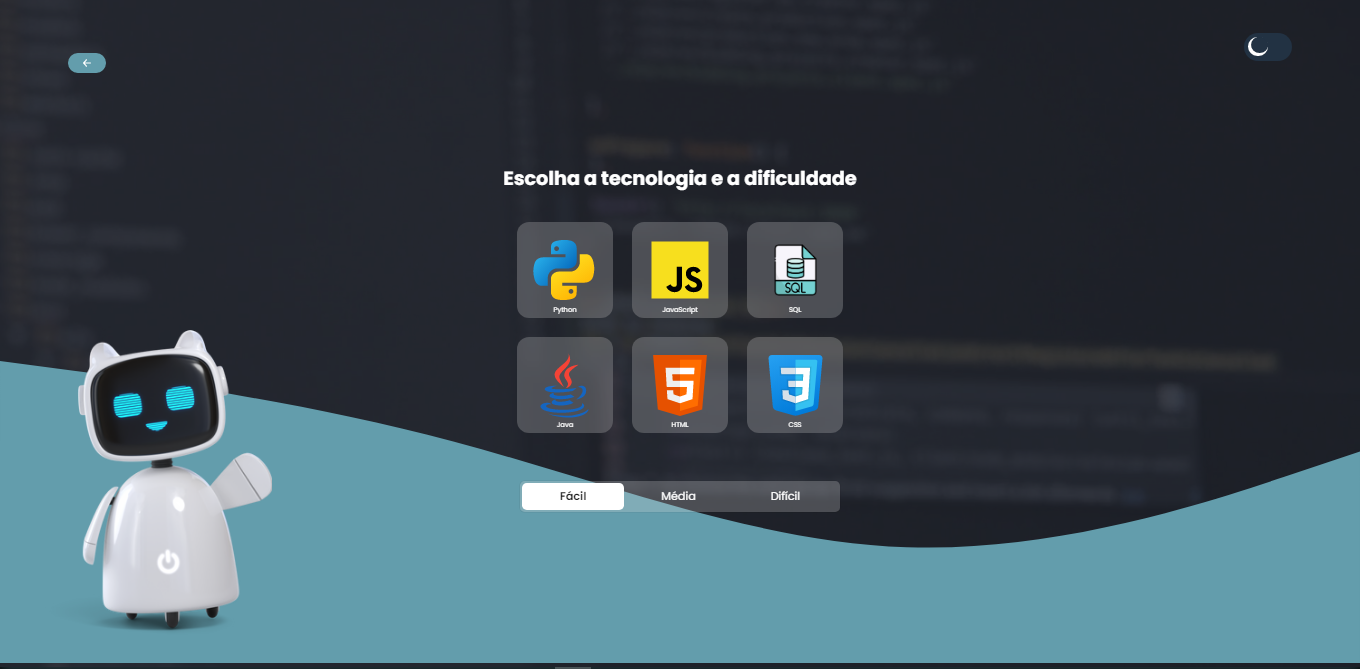 Escolha a tecnologia e a dificuldade
JS
SQL
Python
JavaScript
SQL
5
3
Java
HTML
CSS
Fácil
Média
Difícil